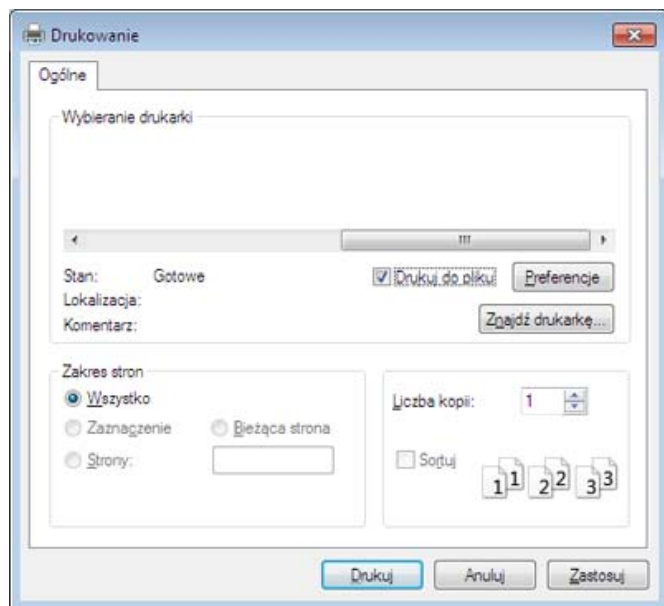 Drukowanie
Ogólne
Wybieranie drukarki
Stan: Gotowe
Drukuj do pliku
Preferencje
Lokalizacja:
Komentarz:
Znajdź drukarkę...
Zakres stron
Wszystko
Zaznaczenie
Bieżąca strona
Strony:
Liczba kopii: 1
Sortuj
1 1 2 2 3 3
Drukuj
Anuluj
Zastosuj